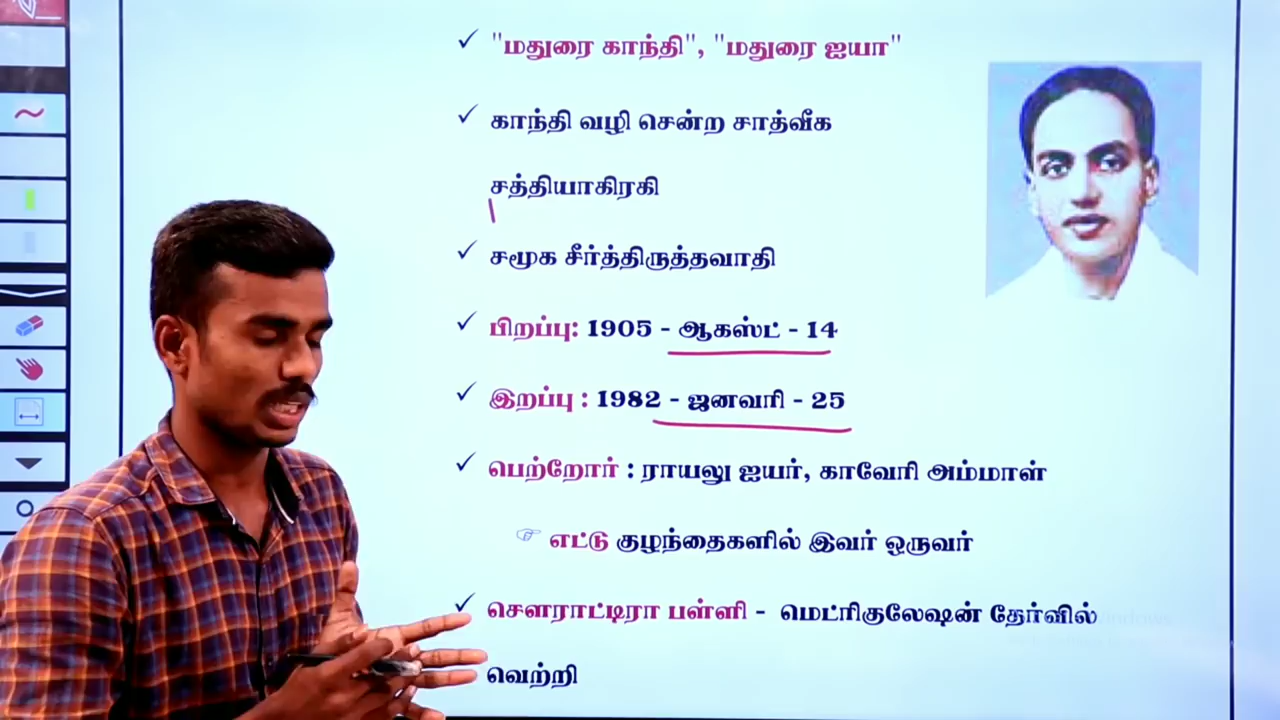 "மதுரை காந்தி", "மதுரை ஐயா"
காந்தி வழி சென்ற சாத்வீக
சத்தியாகிரகி
சமூக சீர்த்திருத்தவாதி
பிறப்பு: 1905 - ஆகஸ்ட் - 14
இறப்பு : 1982 - ஜனவரி - 25
பெற்றோர் : ராயலு ஐயர், காவேரி அம்மாள்
எட்டு குழந்தைகளில் இவர் ஒருவர்
சௌராட்டிரா பள்ளி - மெட்ரிகுலேஷன் தேர்வில்
வெற்றி